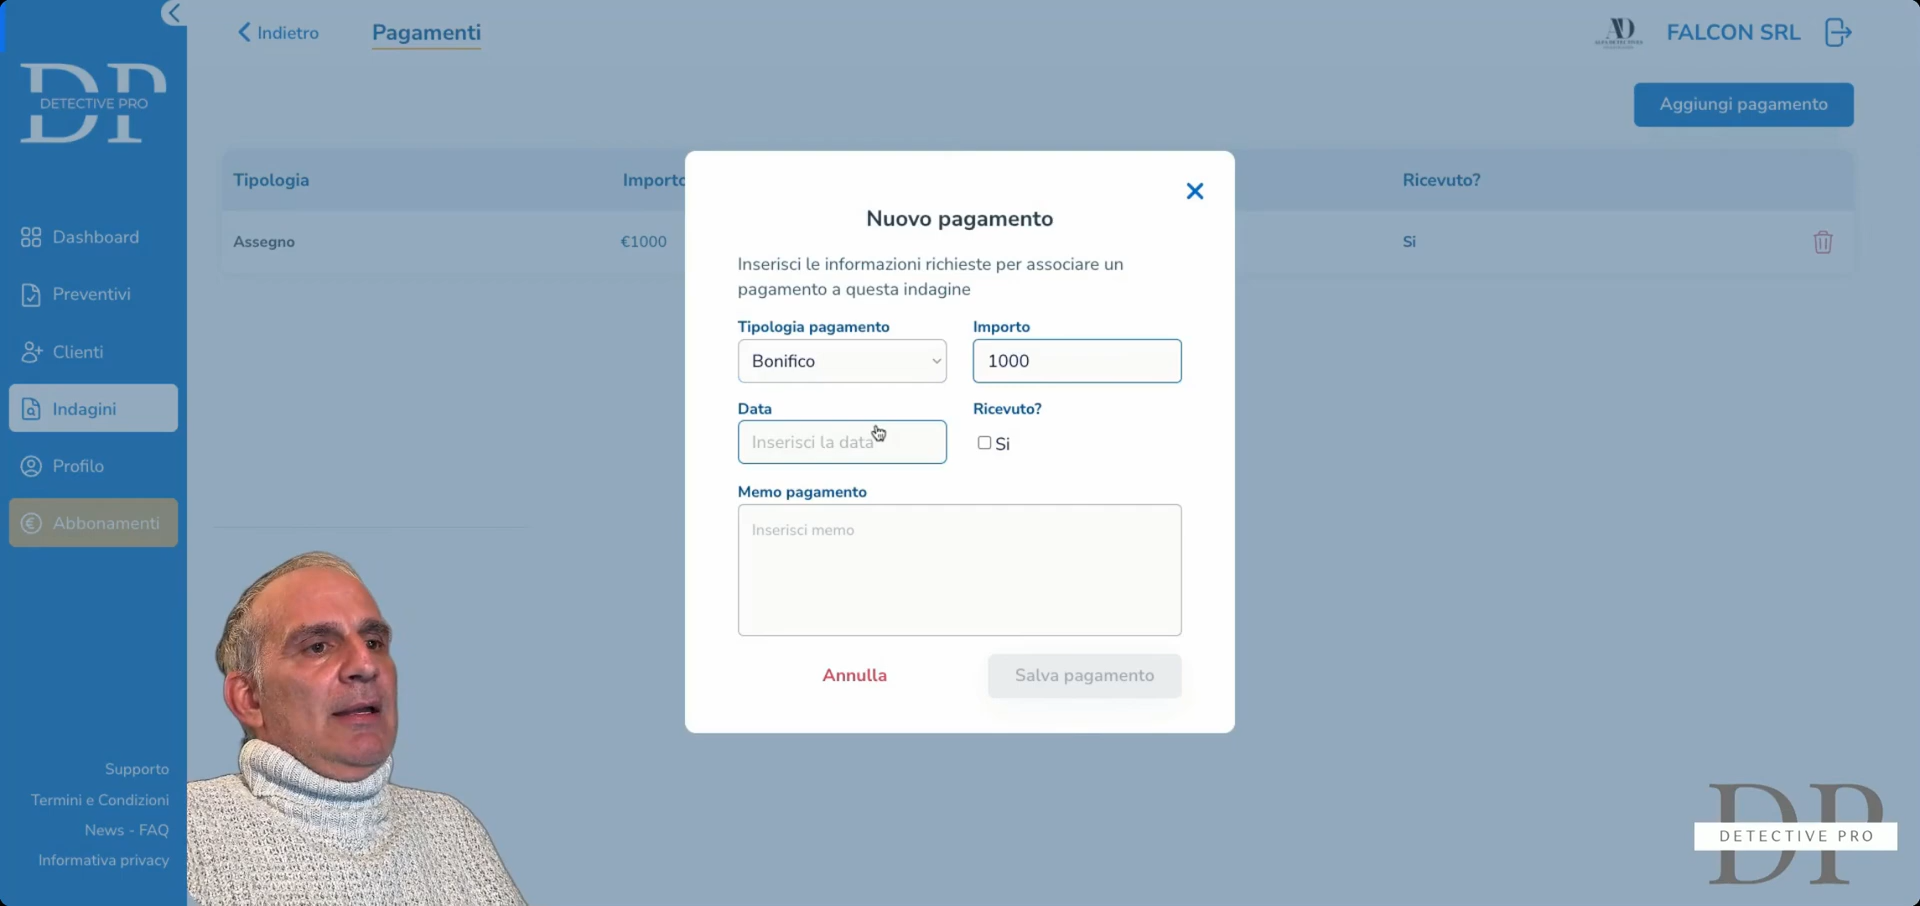 Indietro
Pagamenti
FALCON SRL
DETECTIVE PRO
Aggiungi pagamento
Tipologia
Importo
Ricevuto?
Assegno
€1000
Si
Dashboard
Preventivi
Clienti
Indagini
Profilo
Abbonamenti
Supporto
Termini e Condizioni
News - FAQ
Informativa privacy
Nuovo pagamento
Inserisci le informazioni richieste per associare un
pagamento a questa indagine
Tipologia pagamento
Importo
Bonifico
1000
Data
Ricevuto?
Inserisci la data
Si
Memo pagamento
Inserisci memo
Annulla
Salva pagamento
DP
DETECTIVE PRO